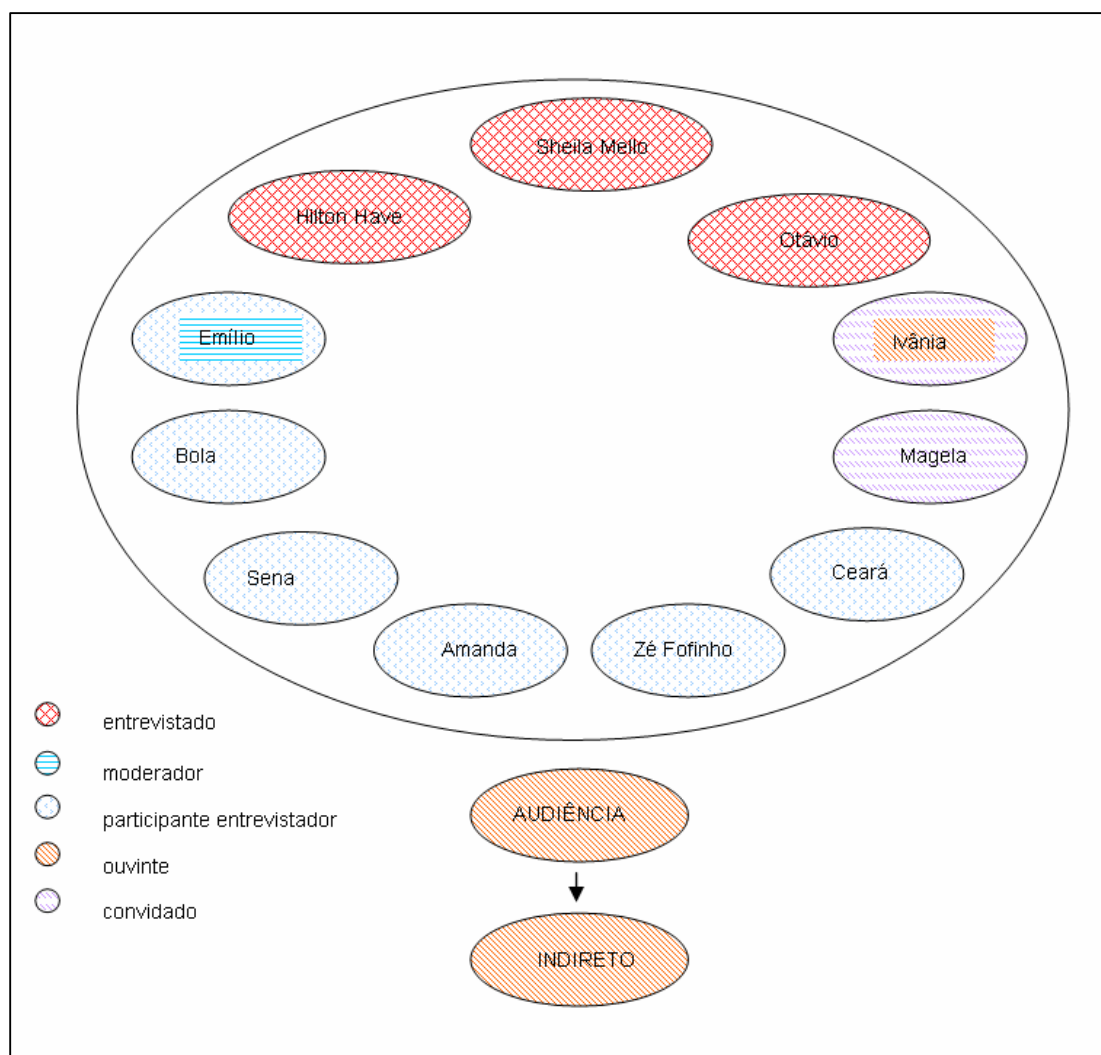 Sheila Mello
Hilton Have
Otávio
Emílio
Ivânia
Bola
Magela
Sena
Ceará
Amanda
Zé Fofinho
entrevistado
moderador
participante entrevistador
ouvinte
convidado
AUDIÊNCIA
INDIRETO